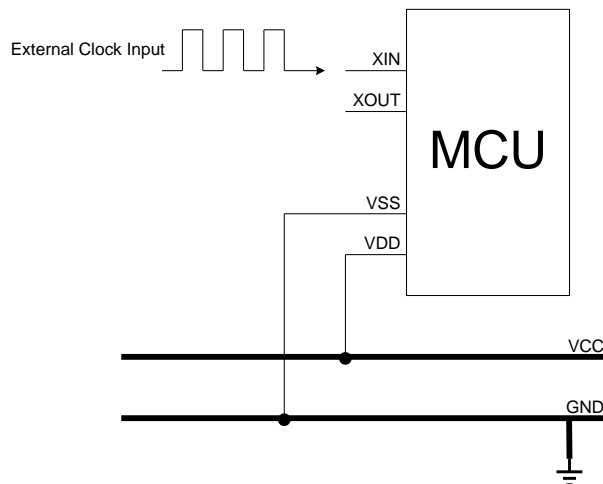 External Clock Input
XIN
XOUT
MCU
VSS
VDD
VCC
GND